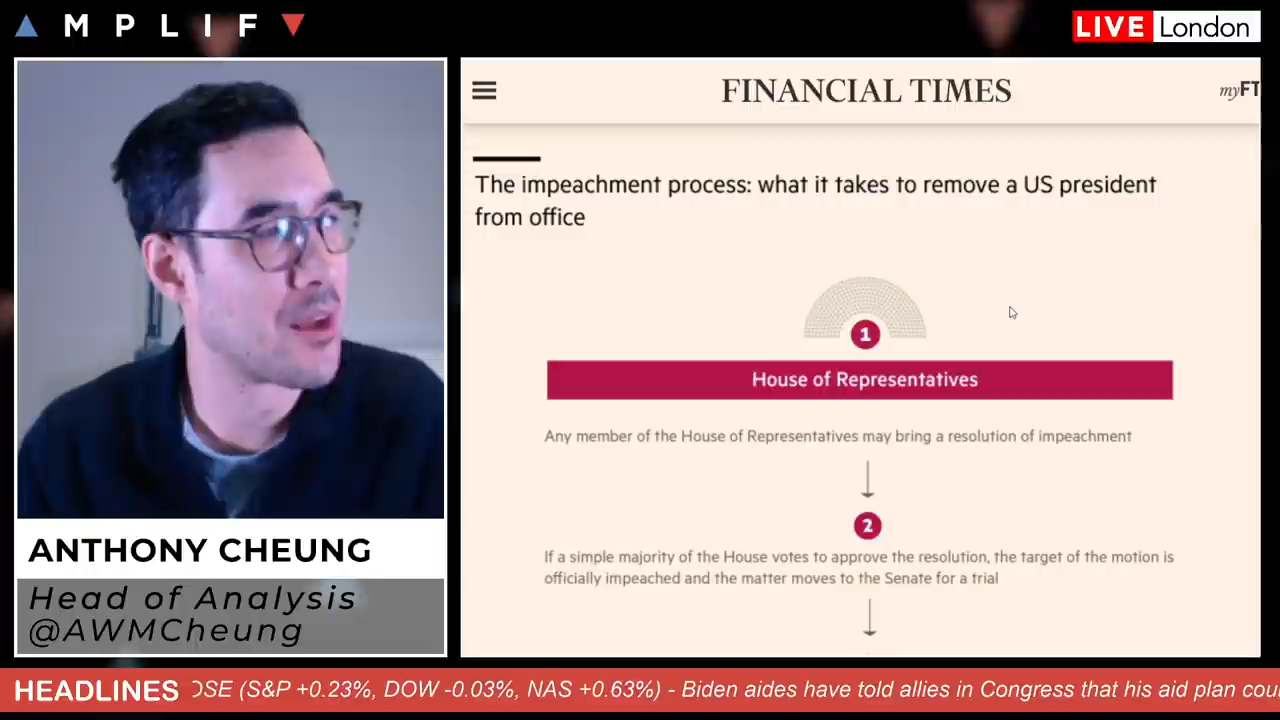 AMPLIFY
LIVE London
FINANCIAL TIMES
myFT
The impeachment process: what it takes to remove a US president
from office
1
House of Representatives
Any member of the House of Representatives may bring a resolution of impeachment
2
If a simple majority of the House votes to approve the resolution, the target of the motion is
officially impeached and the matter moves to the Senate for a trial
ANTHONY CHEUNG
Head of Analysis
@AWMCheung
HEADLINES OSE (S&P +0.23%, DOW -0.03%, NAS +0.63%) - Biden aides have told allies in Congress that his aid plan